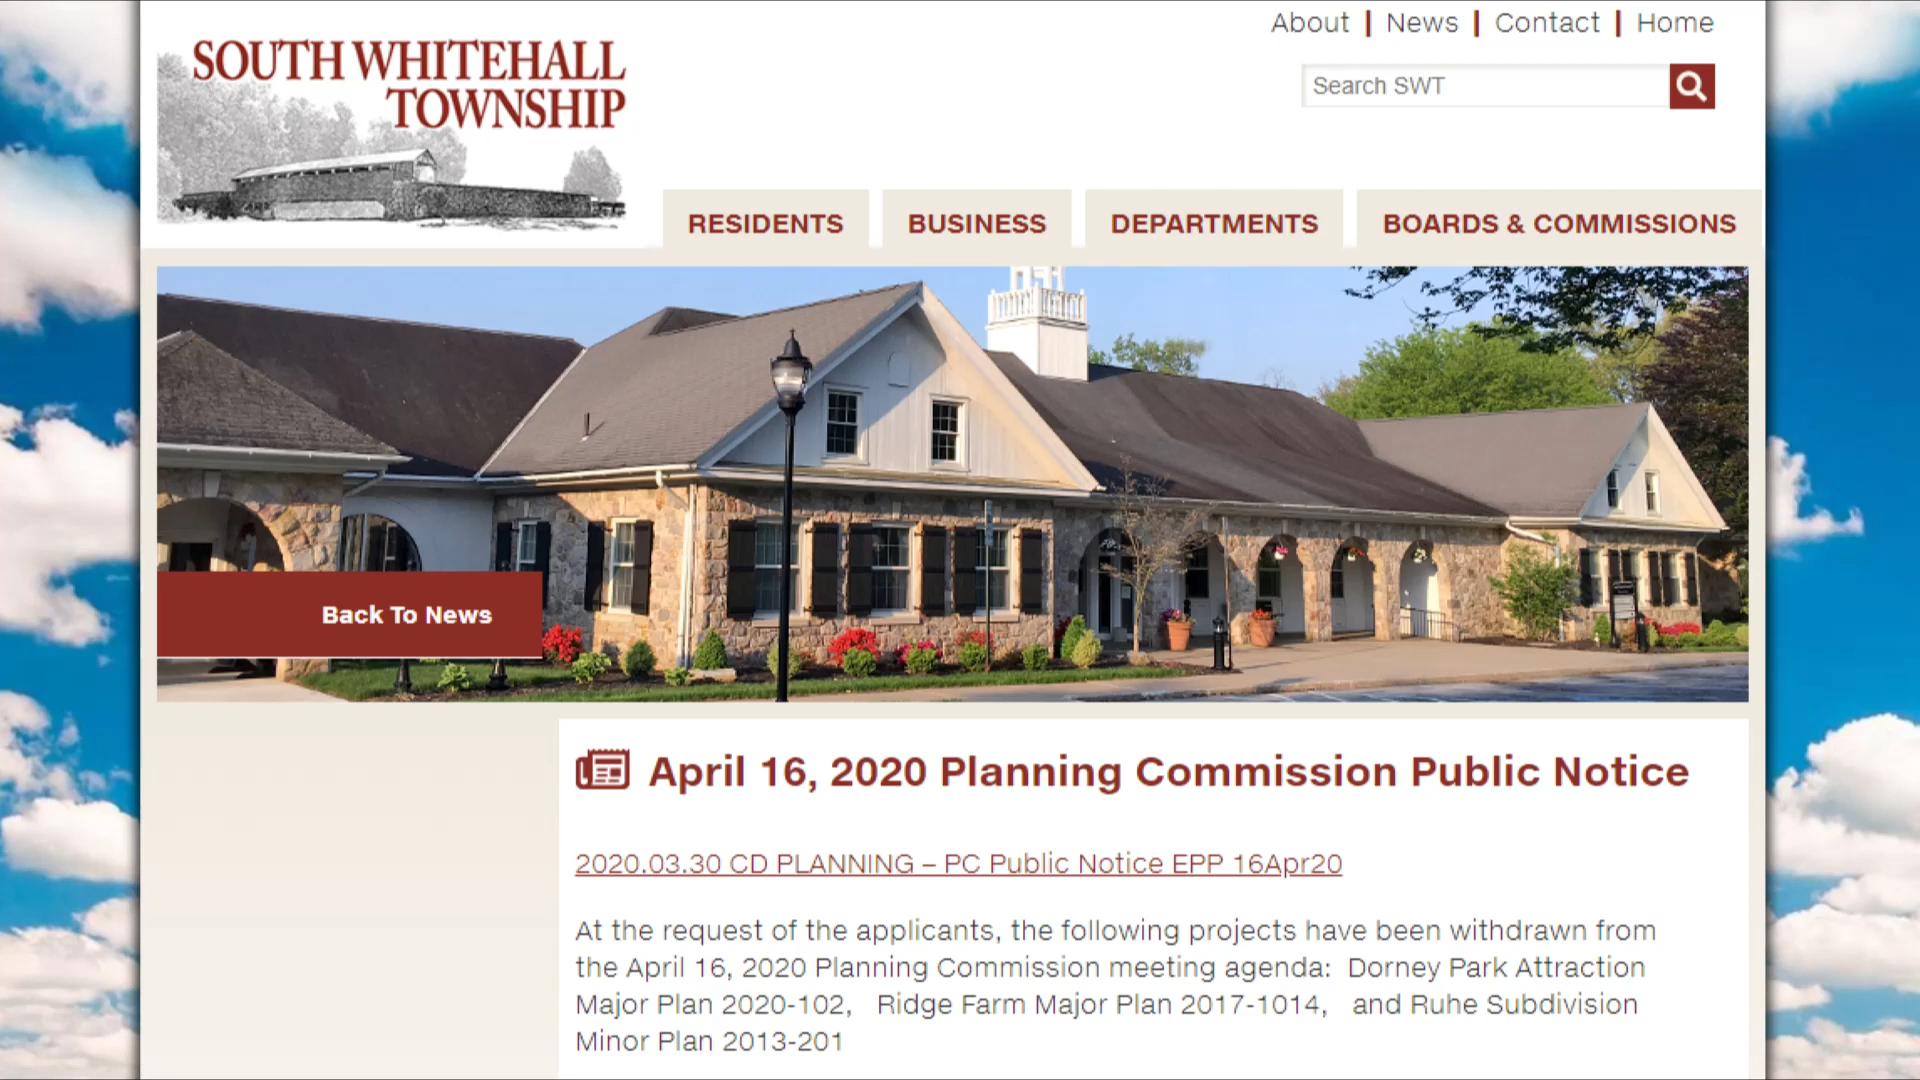 About | News | Contact | Home
SOUTH WHITEHALL
TOWNSHIP
Search SWT
RESIDENTS
BUSINESS
DEPARTMENTS
BOARDS & COMMISSIONS
Back To News
April 16, 2020 Planning Commission Public Notice
2020.03.30 CD PLANNING – PC Public Notice EPP 16Apr20
At the request of the applicants, the following projects have been withdrawn from
the April 16, 2020 Planning Commission meeting agenda:  Dorney Park Attraction
Major Plan 2020-102,   Ridge Farm Major Plan 2017-1014,   and Ruhe Subdivision
Minor Plan 2013-201